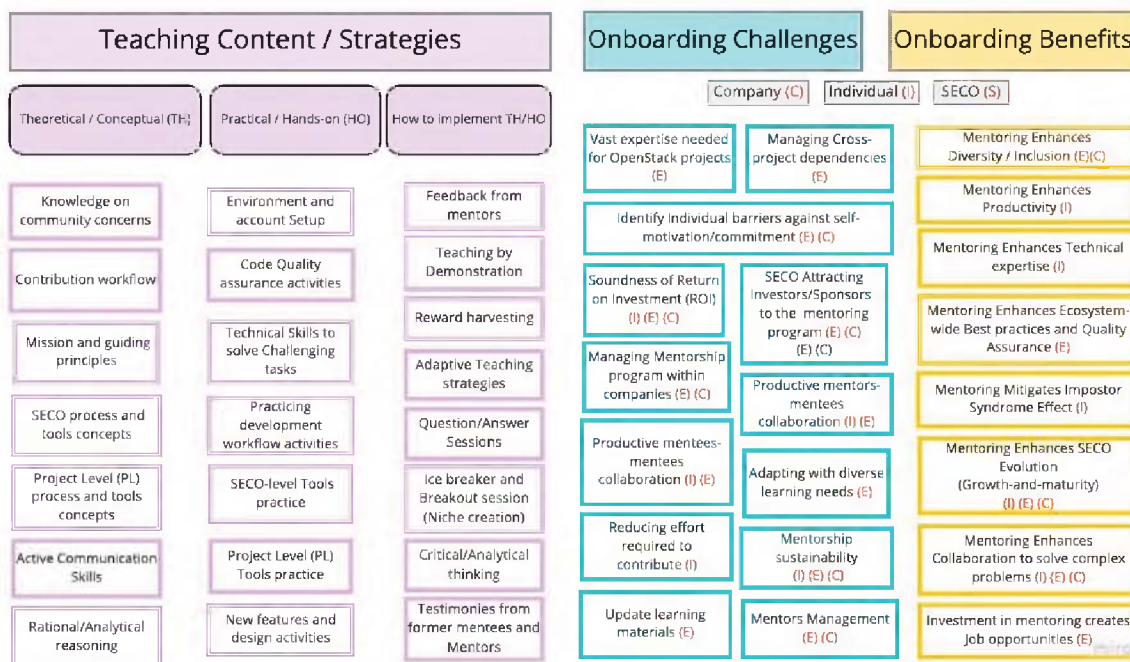 Teaching Content / Strategies
Theoretical / Conceptual (TH)
Practical / Hands-on (HO)
How to implement TH/HO
Knowledge on
community concerns
Contribution workflow
Mission and guiding
principles
SECO process and
tools concepts
Project Level (PL)
process and tools
concepts
Active Communication
Skills
Rational/Analytical
reasoning
Environment and
account Setup
Code Quality
assurance activities
Technical Skills to
solve Challenging
tasks
Practicing
development
workflow activities
SECO-level Tools
practice
Project Level (PL)
Tools practice
New features and
design activities
Feedback from
mentors
Teaching by
Demonstration
Reward harvesting
Adaptive Teaching
strategies
Question/Answer
Sessions
Ice breaker and
Breakout session
(Niche creation)
Critical/Analytical
thinking
Testimonies from
former mentees and
Mentors
Onboarding Challenges
Onboarding Benefits
Company (C)
Individual (I)
SECO (S)
Vast expertise needed
for OpenStack projects
(E)
Managing Cross-
project dependencies
(E)
Identify Individual barriers against self-
motivation/commitment (E) (C)
Soundness of Return
on Investment (ROI)
(I) (E) (C)
SECO Attracting
Investors/Sponsors
to the mentoring
program (E) (C)
(E) (C)
Managing Mentorship
program within
companies (E) (C)
Productive mentors-
mentees
collaboration (I) (E)
Productive mentees-
mentees
collaboration (I) (E)
Adapting with diverse
learning needs (E)
Reducing effort
required to
contribute (I)
Mentorship
sustainability
(I) (E) (C)
Update learning
materials (E)
Mentors Management
(E) (C)
Mentoring Enhances
Diversity / Inclusion (E)(C)
Mentoring Enhances
Productivity (I)
Mentoring Enhances Technical
expertise (I)
Mentoring Enhances Ecosystem-
wide Best practices and Quality
Assurance (E)
Mentoring Mitigates Impostor
Syndrome Effect (I)
Mentoring Enhances SECO
Evolution
(Growth-and-maturity)
(I) (E) (C)
Mentoring Enhances
Collaboration to solve complex
problems (I) (E) (C)
Investment in mentoring creates
Job opportunities (E)
miro